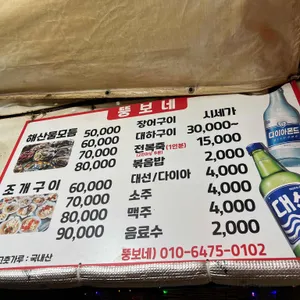 뚱보네
해산물모듬 50,000
60,000
70,000
80,000
조개구이 60,000
70,000
80,000
90,000
장어구이 시세가
대하구이 30,000~
전복죽 (1인분) 15,000
볶음밥 2,000
대선/다이아 4,000
소주 4,000
맥주 4,000
음료수 2,000
고춧가루 : 국내산
뚱보네) 010-6475-0102
다이아몬드
대선